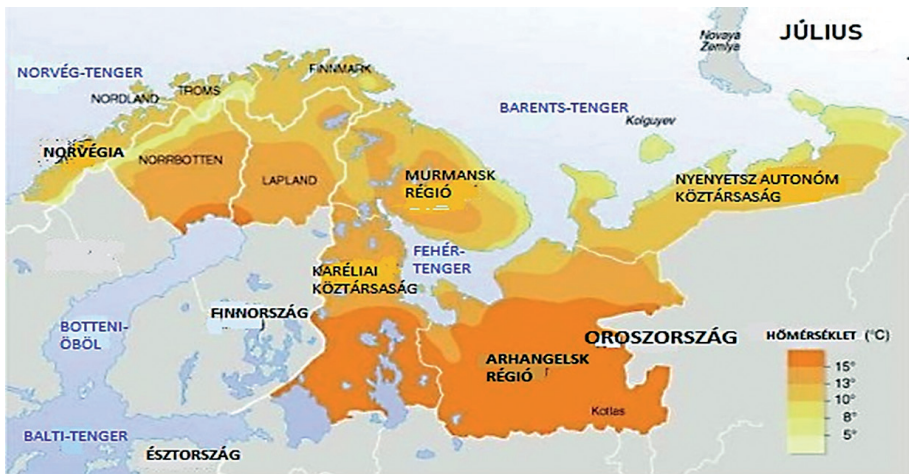 JÚLIUS
Novaya
Zemlya
NORVÉG-TENGER
FINNMARK
TROMS
NORDLAND
BARENTS-TENGER
Kolguyev
NORVÉGIA
NORRBOTTEN
LAPLAND
MURMANSK
RÉGIÓ
NYENYETSZ AUTONÓM
KÖZTÁRSASÁG
FEHÉR-
TENGER
KARÉLIAI
KÖZTÁRSASÁG
FINNORSZÁG
BOTTENI-
ÖBÖL
OROSZORSZÁG
HŐMÉRSÉKLET (°C)
15°
13°
10°
8°
5°
ARHANGELSK
RÉGIÓ
Kotlas
BALTI-TENGER
ÉSZTORSZÁG